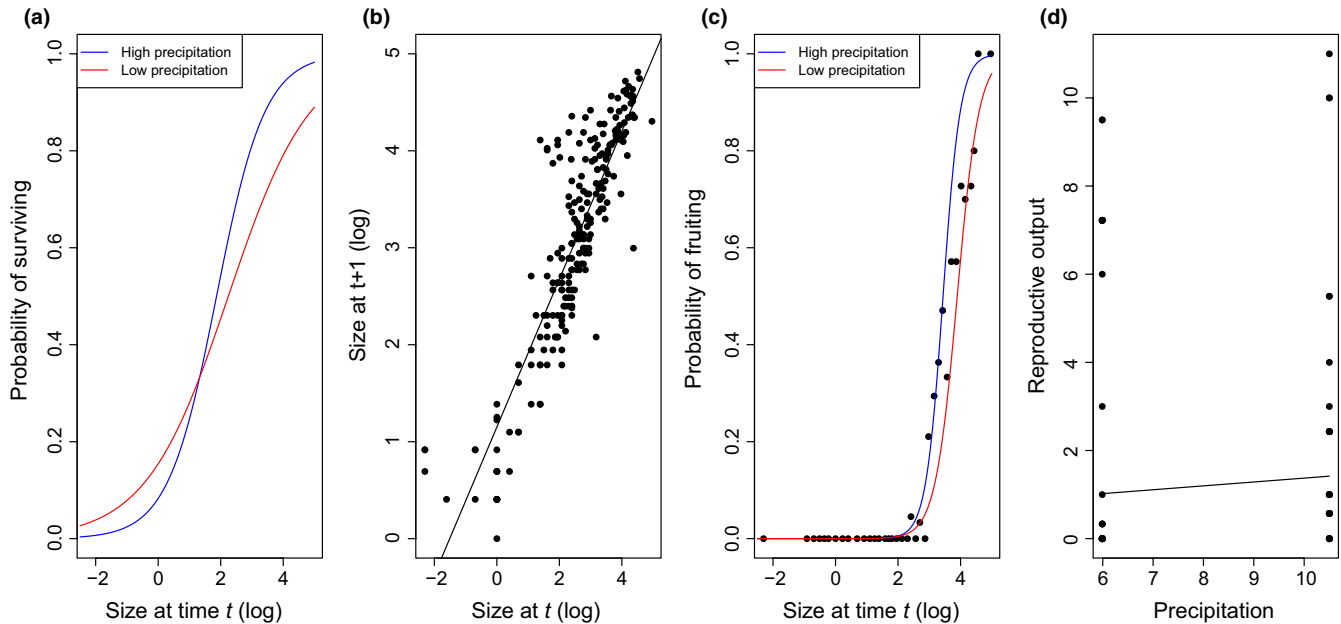 (a)
High precipitation
Low precipitation
Probability of surviving
0.0
0.2
0.4
0.6
0.8
1.0
−2
0
2
4
Size at time t (log)
(b)
Size at t+1 (log)
0
1
2
3
4
5
−2
0
2
4
Size at t (log)
(c)
High precipitation
Low precipitation
Probability of fruiting
0.0
0.2
0.4
0.6
0.8
1.0
−2
0
2
4
Size at time t (log)
(d)
Reproductive output
0
2
4
6
8
10
6
7
8
9
10
Precipitation